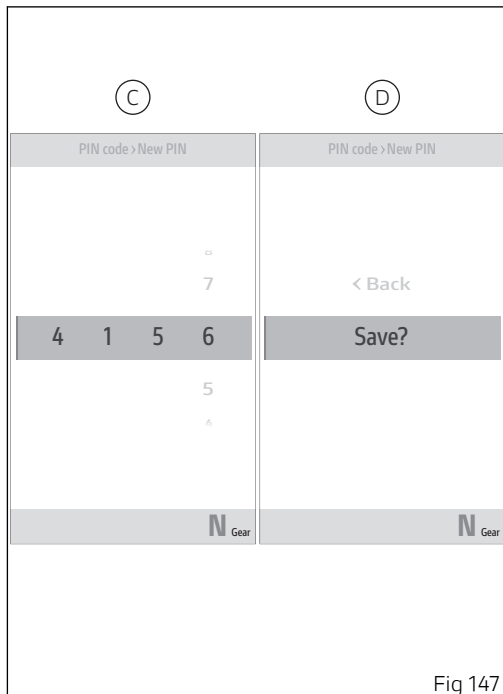 C
D
PIN code › New PIN
PIN code › New PIN
7
< Back
4 1 5 6
Save?
5
N Gear
N Gear
Fig 147